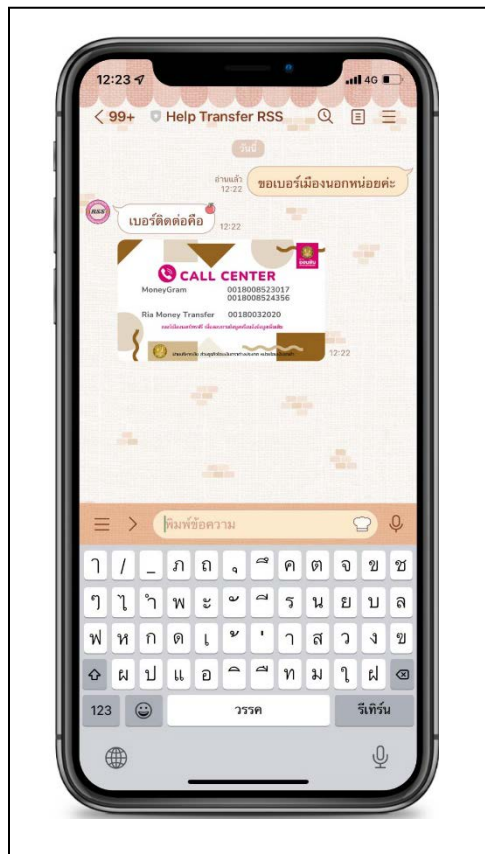 12:23
4G
99+ Help Transfer RSS
วันนี้
อ่านแล้ว
12:22
ขอเบอร์เมืองนอกหน่อยค่ะ
RSS
เบอร์ติดต่อคือ
12:22
ออมสิน
CALL CENTER
MoneyGram 0018008523017
0018008524356
Ria Money Transfer 00180032020
12:22
พิมพ์ข้อความ
ๅ / _ ภ ถ ุ ึ ค ต จ ข ช
ๆ ไ ำ พ ะ ั ี ร น ย บ ล
ฟ ห ก ด เ ้ ่ า ส ว ง ฃ
ผ ป แ อ ิ ื ท ม ใ ฝ
123 วรรค รีเทิร์น